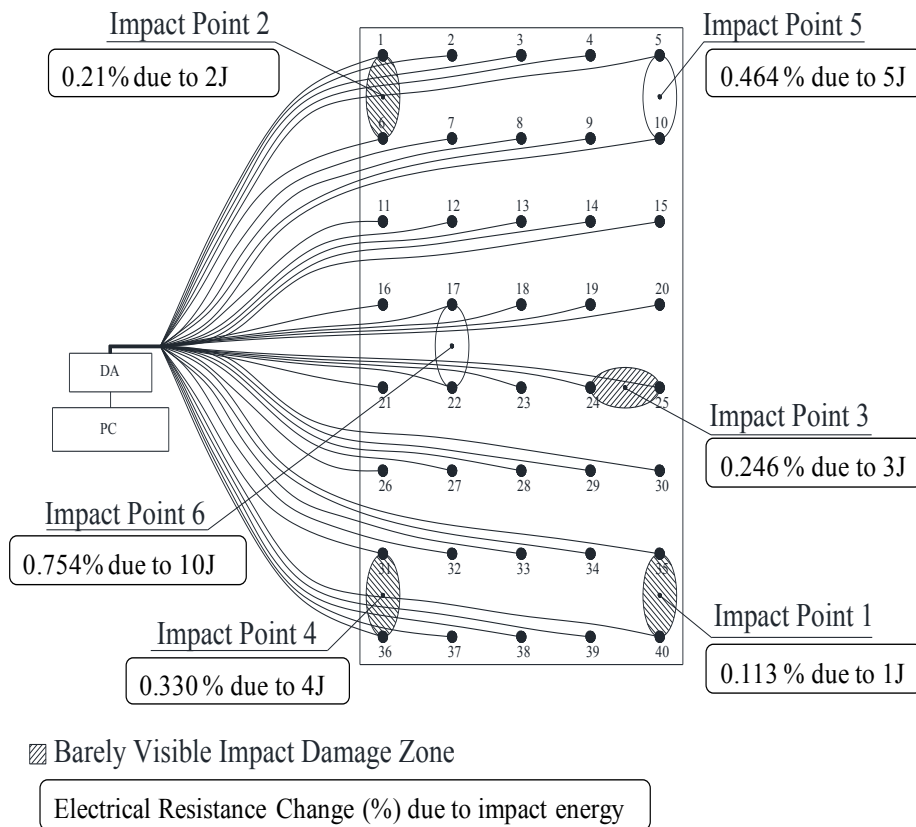 Impact Point 2
0.21% due to 2J
Impact Point 5
0.464 % due to 5J
1 2 3 4 5
6 7 8 9 10
11 12 13 14 15
16 17 18 19 20
DA
PC
21 22 23 24 25
Impact Point 3
0.246 % due to 3J
26 27 28 29 30
Impact Point 6
0.754% due to 10J
31 32 33 34 35
Impact Point 4
0.330 % due to 4J
Impact Point 1
0.113 % due to 1J
36 37 38 39 40
Barely Visible Impact Damage Zone
Electrical Resistance Change (%) due to impact energy